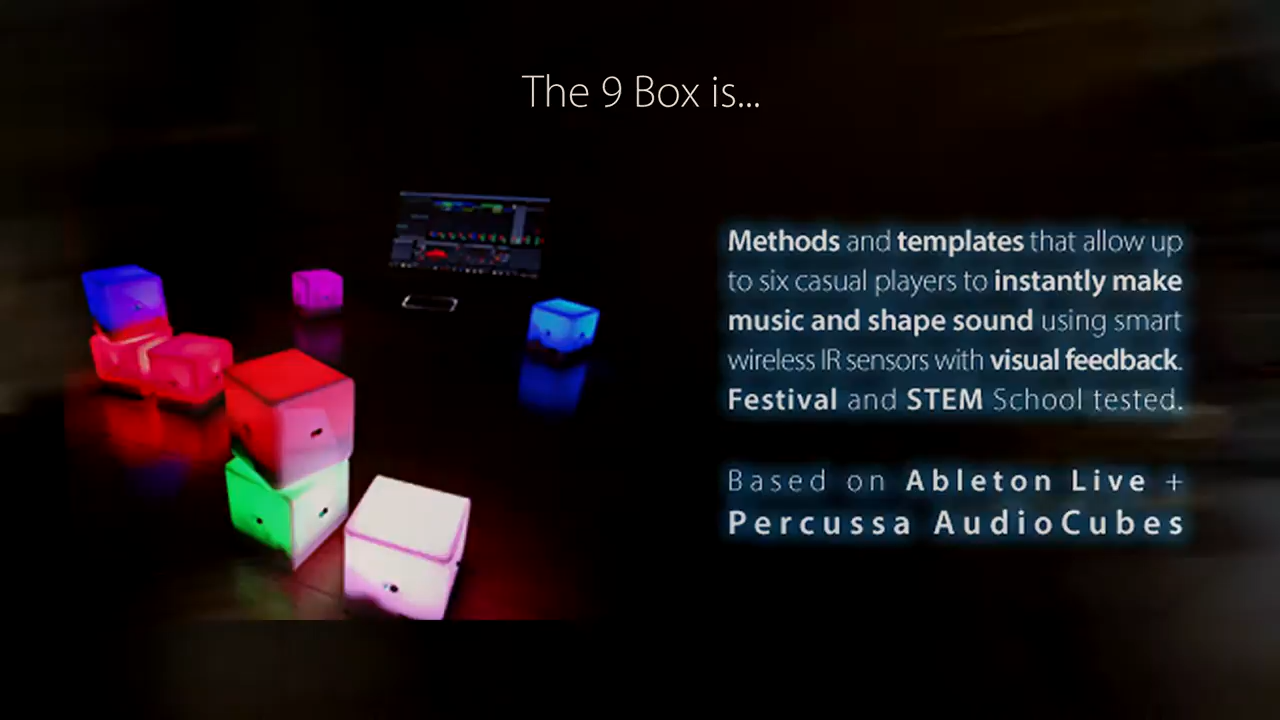 The 9 Box is...
Methods and templates that allow up
to six casual players to instantly make
music and shape sound using smart
wireless IR sensors with visual feedback.
Festival and STEM School tested.
Based on Ableton Live +
Percussa AudioCubes